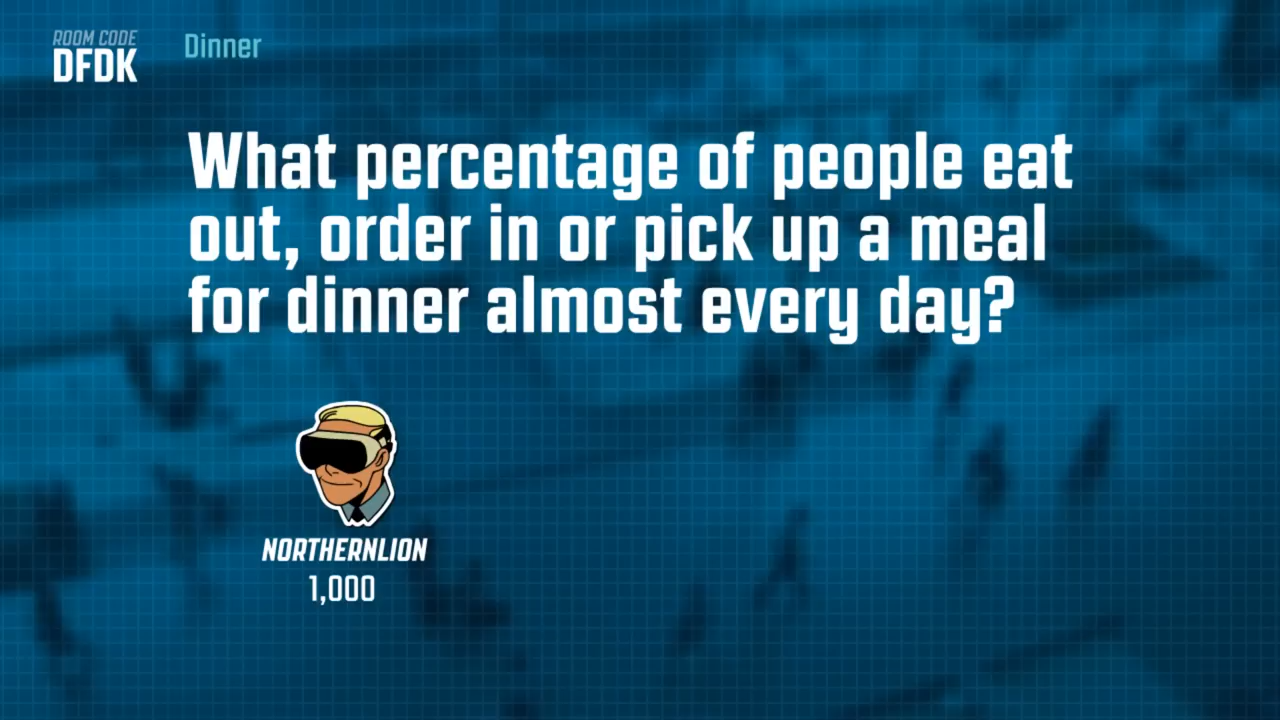 ROOM CODE
DFDK
Dinner
What percentage of people eat
out, order in or pick up a meal
for dinner almost every day?
NORTHERNLION
1,000